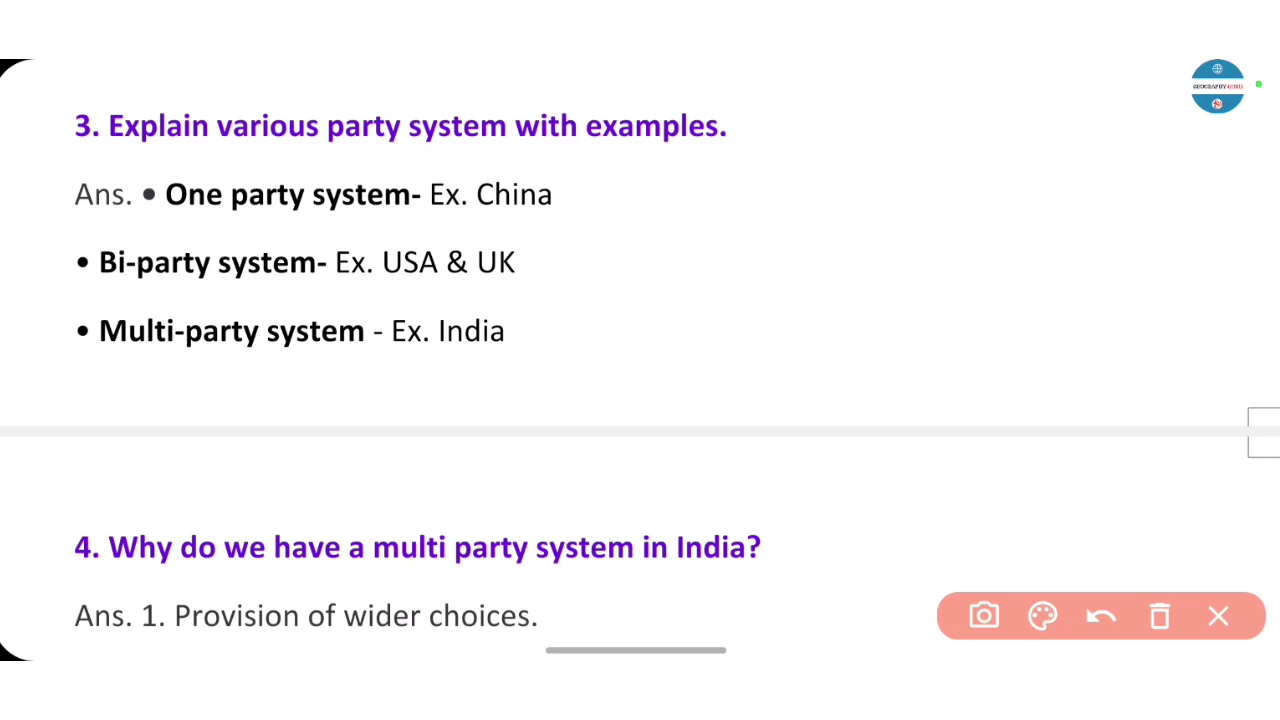 GEOGRAPHY GURU
3. Explain various party system with examples.
Ans. • One party system- Ex. China
• Bi-party system- Ex. USA & UK
• Multi-party system - Ex. India
4. Why do we have a multi party system in India?
Ans. 1. Provision of wider choices.